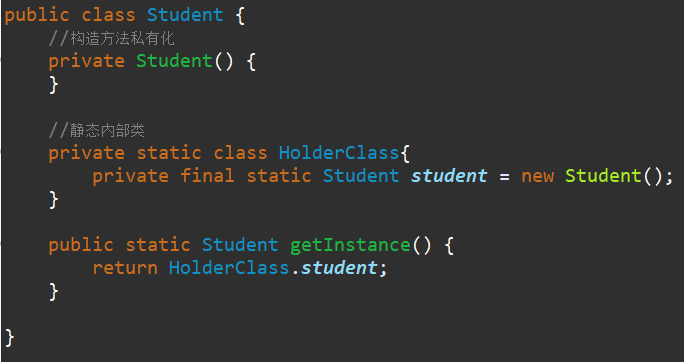 public class Student {
//构造方法私有化
private Student() {
}
//静态内部类
private static class HolderClass{
private final static Student student = new Student();
}
public static Student getInstance() {
return HolderClass.student;
}
}